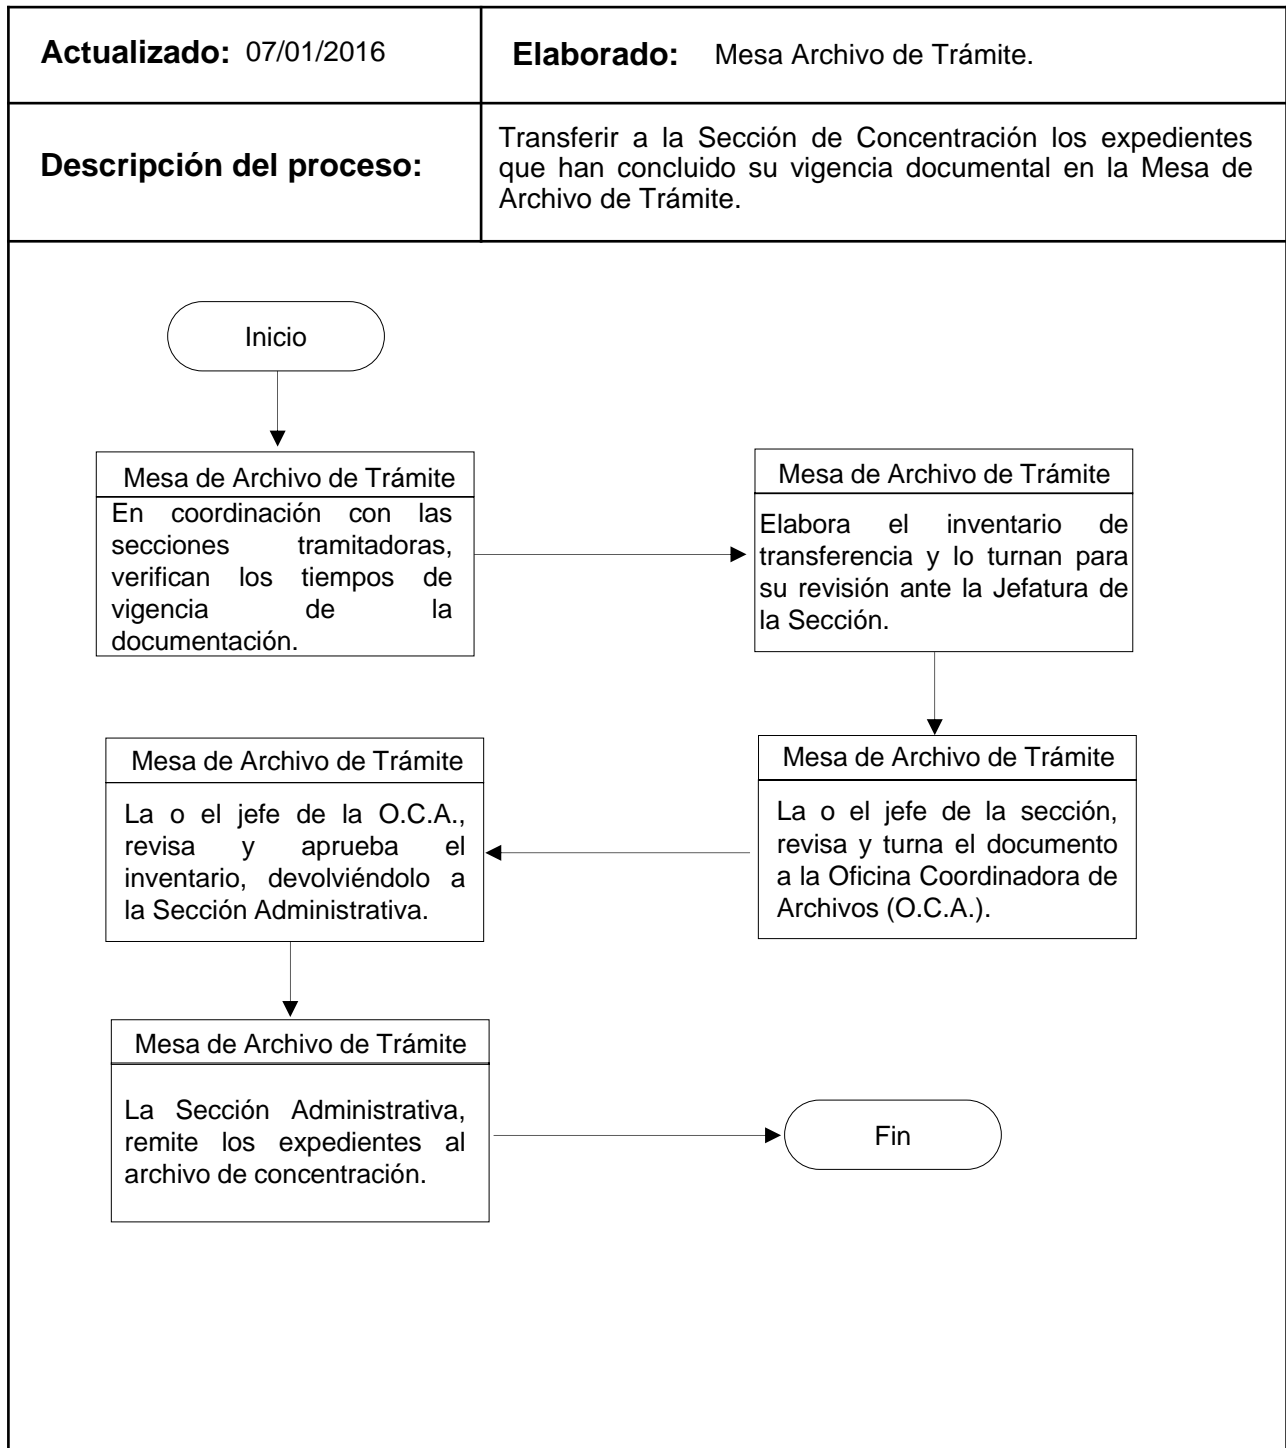 Actualizado: 07/01/2016
Elaborado: Mesa Archivo de Trámite.
Descripción del proceso:
Transferir a la Sección de Concentración los expedientes
que han concluido su vigencia documental en la Mesa de
Archivo de Trámite.
Inicio
Mesa de Archivo de Trámite
En coordinación con las
secciones tramitadoras,
verifican los tiempos de
vigencia de la
documentación.
Mesa de Archivo de Trámite
Elabora el inventario de
transferencia y lo turnan para
su revisión ante la Jefatura de
la Sección.
Mesa de Archivo de Trámite
La o el jefe de la sección,
revisa y turna el documento
a la Oficina Coordinadora de
Archivos (O.C.A.).
Mesa de Archivo de Trámite
La o el jefe de la O.C.A.,
revisa y aprueba el
inventario, devolviéndolo a
la Sección Administrativa.
Mesa de Archivo de Trámite
La Sección Administrativa,
remite los expedientes al
archivo de concentración.
Fin